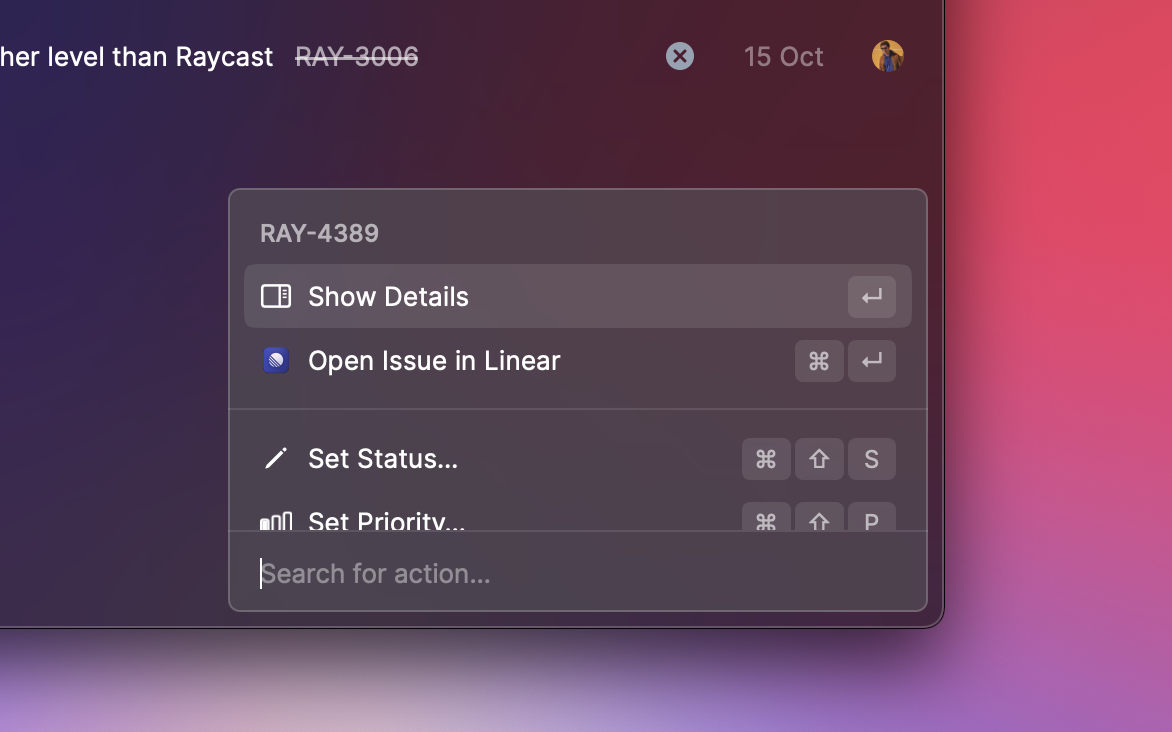 her level than Raycast RAY-3006 15 Oct
RAY-4389
Show Details ↵
Open Issue in Linear ⌘ ↵
Set Status... ⌘ ⇧ S
Set Priority... ⌘ ⇧ P
Search for action...